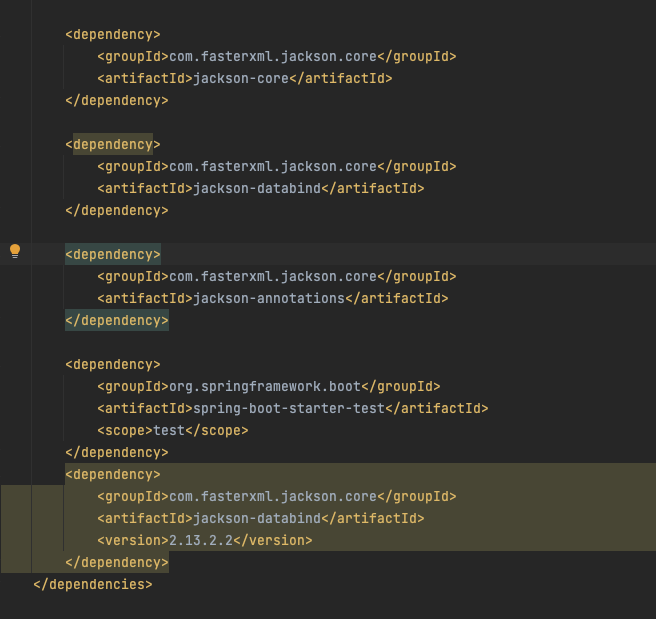 <dependency>
<groupId>com.fasterxml.jackson.core</groupId>
<artifactId>jackson-core</artifactId>
</dependency>
<dependency>
<groupId>com.fasterxml.jackson.core</groupId>
<artifactId>jackson-databind</artifactId>
</dependency>
<dependency>
<groupId>com.fasterxml.jackson.core</groupId>
<artifactId>jackson-annotations</artifactId>
</dependency>
<dependency>
<groupId>org.springframework.boot</groupId>
<artifactId>spring-boot-starter-test</artifactId>
<scope>test</scope>
</dependency>
<dependency>
<groupId>com.fasterxml.jackson.core</groupId>
<artifactId>jackson-databind</artifactId>
<version>2.13.2.2</version>
</dependency>
</dependencies>